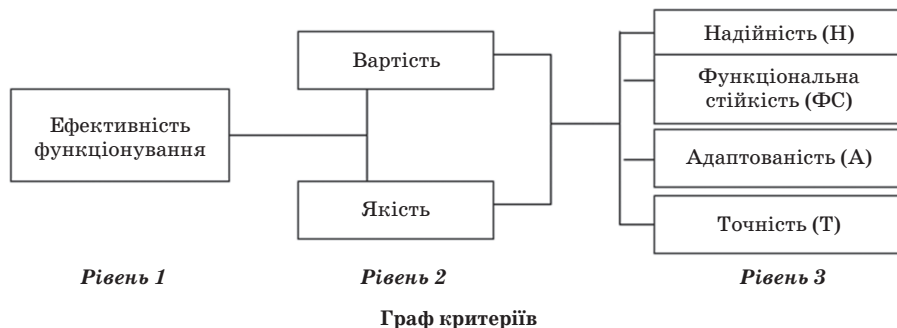 Ефективність
функціонування
Вартість
Якість
Надійність (Н)
Функціональна
стійкість (ФС)
Адаптованість (А)
Точність (Т)
Рівень 1
Рівень 2
Рівень 3
Граф критеріїв